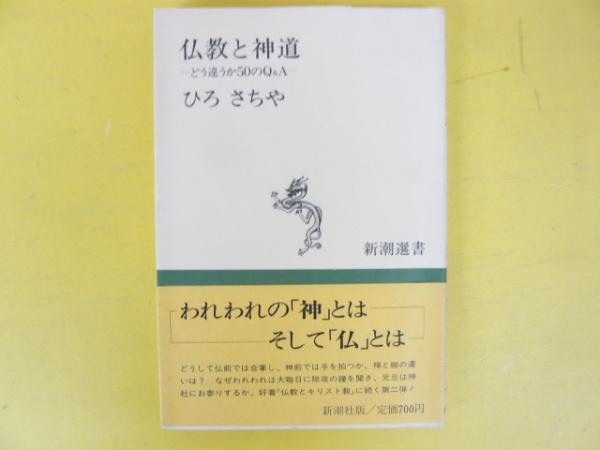 仏教と神道
—どう違うか50のQ&A—
ひろ さちや
新潮選書
われわれの「神」とは
そして「仏」とは
どうして仏前では合掌し、神前では手を拍つか。樒と榊の違
いは? なぜわれわれは大晦日に除夜の鐘を聞き、元旦は神
社にお参りするか。好著『仏教とキリスト教』に続く第二弾!
新潮社版/定価700円